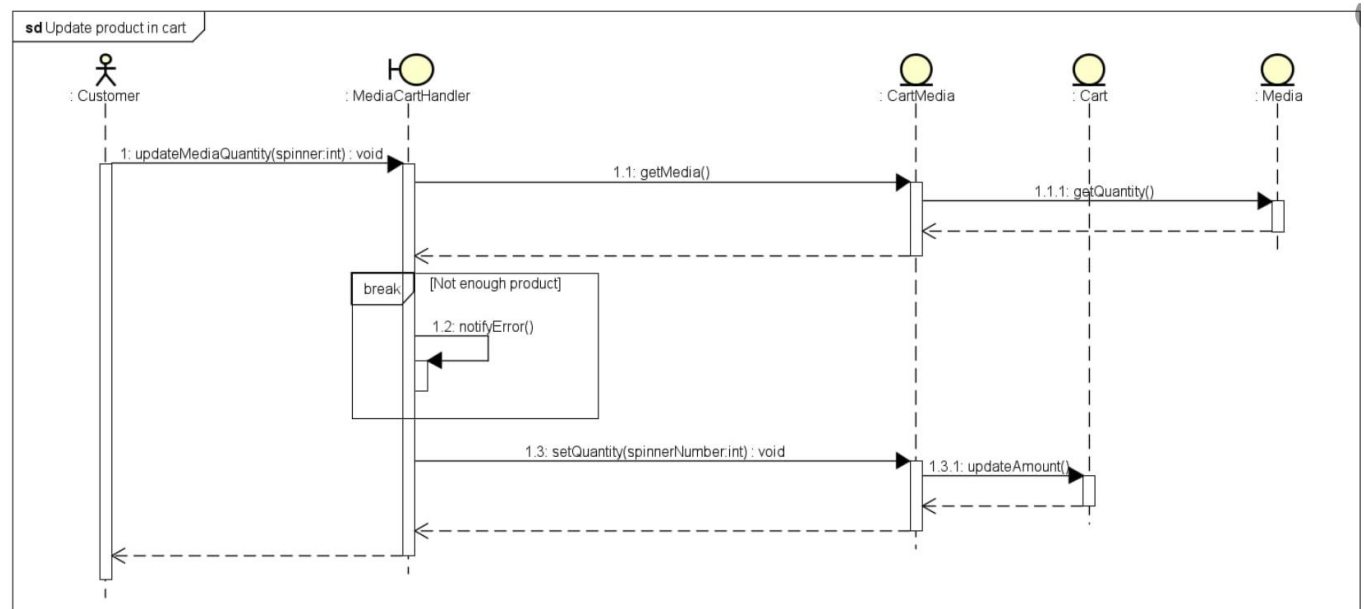 sd Update product in cart
: Customer
: MediaCartHandler
: CartMedia
: Cart
: Media
1: updateMediaQuantity(spinner:int) : void
1.1: getMedia()
1.1.1: getQuantity()
break
[Not enough product]
1.2: notifyError()
1.3: setQuantity(spinnerNumber:int) : void
1.3.1: updateAmount()